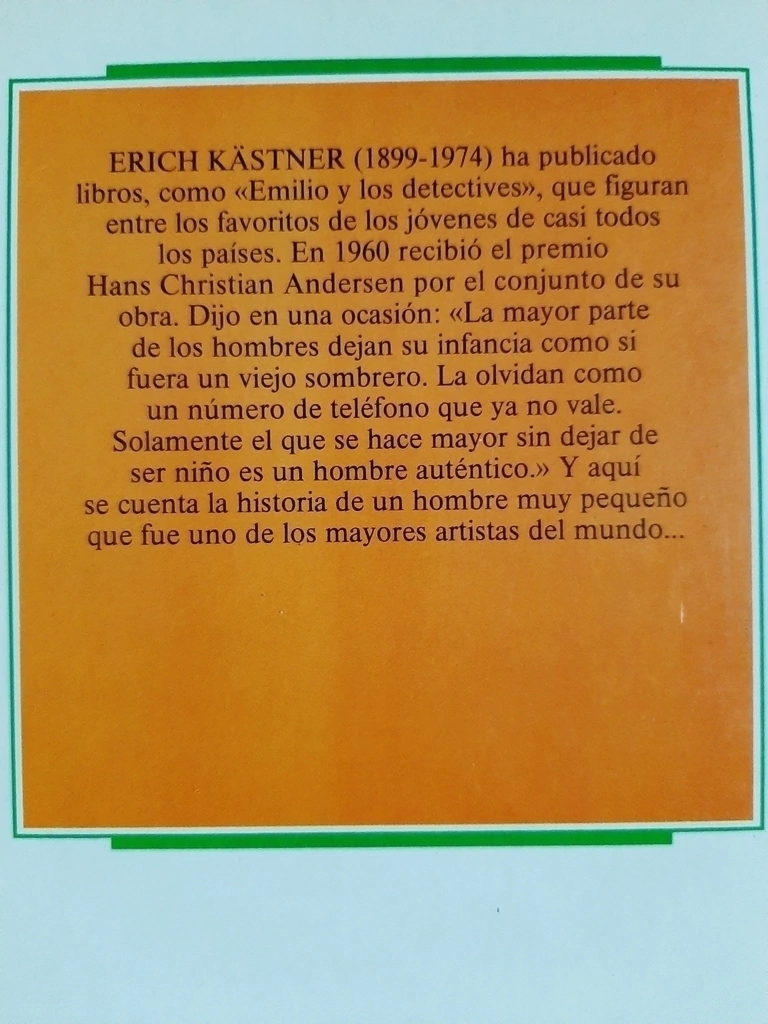 ERICH KÄSTNER (1899-1974) ha publicado
libros, como «Emilio y los detectives», que figuran
entre los favoritos de los jóvenes de casi todos
los países. En 1960 recibió el premio
Hans Christian Andersen por el conjunto de su
obra. Dijo en una ocasión: «La mayor parte
de los hombres dejan su infancia como si
fuera un viejo sombrero. La olvidan como
un número de teléfono que ya no vale.
Solamente el que se hace mayor sin dejar de
ser niño es un hombre auténtico.» Y aquí
se cuenta la historia de un hombre muy pequeño
que fue uno de los mayores artistas del mundo...